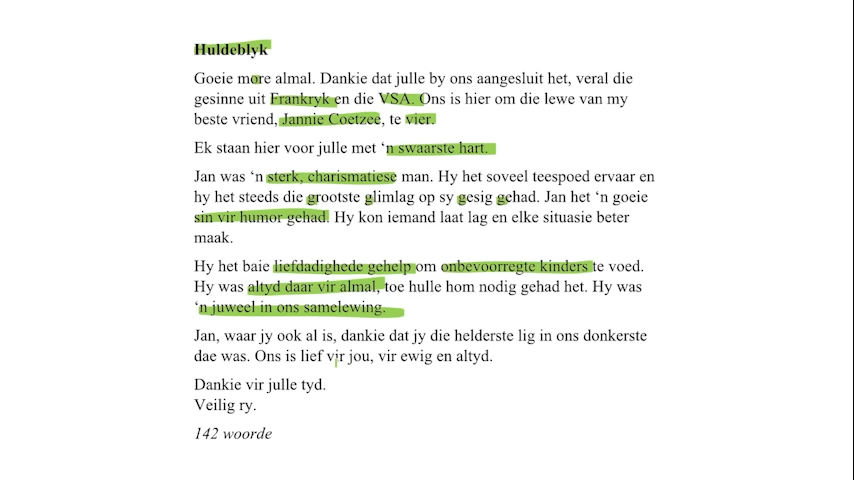 Huldeblyk
Goeie more almal. Dankie dat julle by ons aangesluit het, veral die
gesinne uit Frankryk en die VSA. Ons is hier om die lewe van my
beste vriend, Jannie Coetzee, te vier.
Ek staan hier voor julle met ‘n swaarste hart.
Jan was ‘n sterk, charismatiese man. Hy het soveel teespoed ervaar en
hy het steeds die grootste glimlag op sy gesig gehad. Jan het ‘n goeie
sin vir humor gehad. Hy kon iemand laat lag en elke situasie beter
maak.
Hy het baie liefdadighede gehelp om onbevoorregte kinders te voed.
Hy was altyd daar vir almal, toe hulle hom nodig gehad het. Hy was
‘n juweel in ons samelewing.
Jan, waar jy ook al is, dankie dat jy die helderste lig in ons donkerste
dae was. Ons is lief vir jou, vir ewig en altyd.
Dankie vir julle tyd.
Veilig ry.
142 woorde